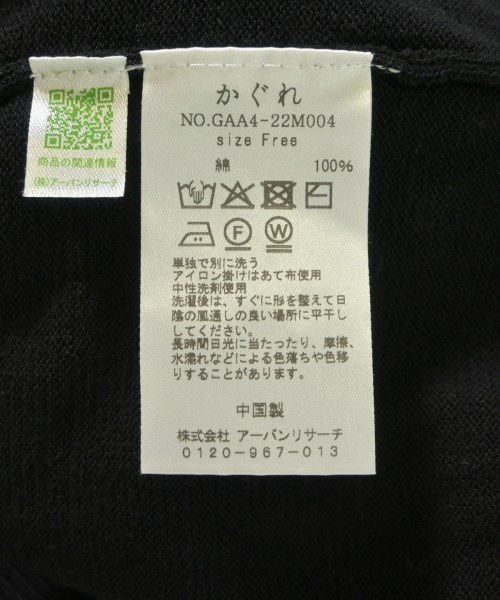 かぐれ
NO.GAA4-22M004
size Free
綿 100%
F
W
単独で別に洗う
アイロン掛けはあて布使用
中性洗剤使用
洗濯後は、すぐに形を整えて日
陰の風通しの良い場所に平干し
してください。
長時間日光に当たったり、摩擦、
水濡れなどによる色落ちや色移
りすることがあります。
中国製
株式会社 アーバンリサーチ
0120-967-013
商品の関連情報
(株)アーバンリサーチ